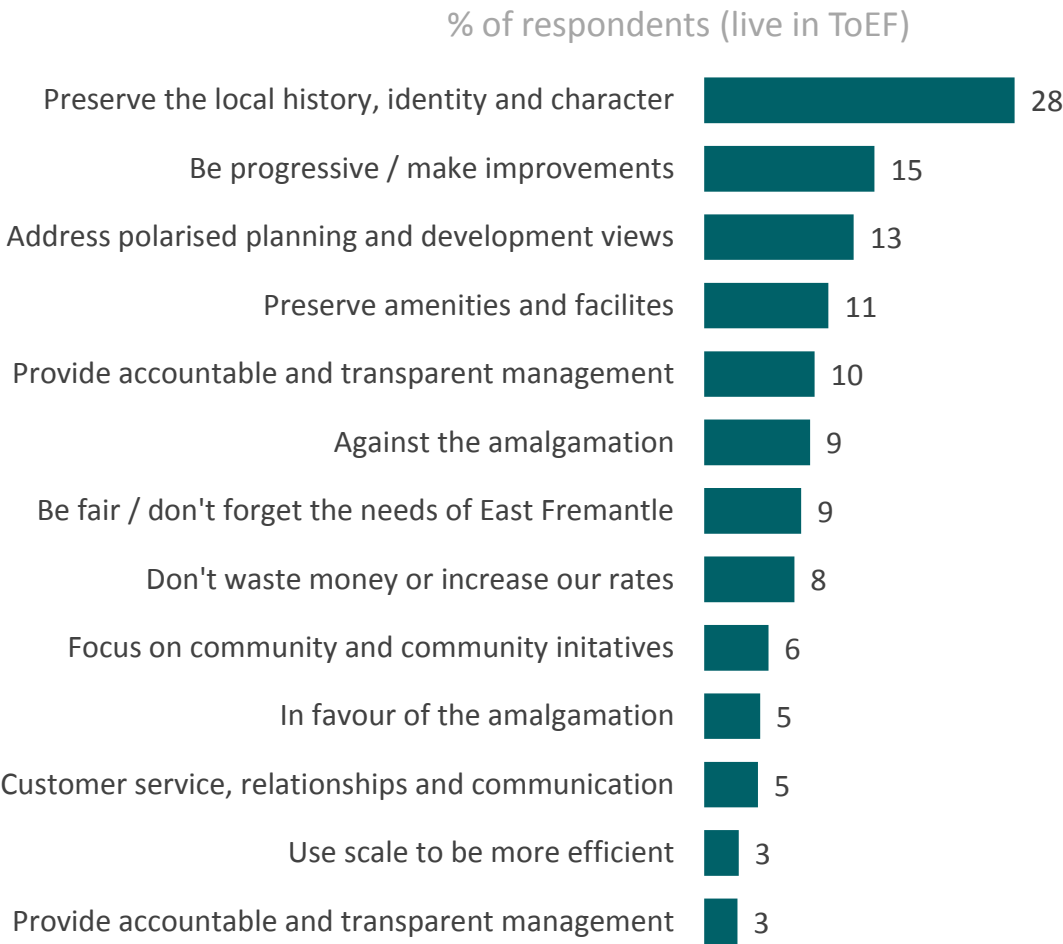 % of respondents (live in ToEF)
Preserve the local history, identity and character 28
Be progressive / make improvements 15
Address polarised planning and development views 13
Preserve amenities and facilites 11
Provide accountable and transparent management 10
Against the amalgamation 9
Be fair / don't forget the needs of East Fremantle 9
Don't waste money or increase our rates 8
Focus on community and community initatives 6
In favour of the amalgamation 5
Customer service, relationships and communication 5
Use scale to be more efficient 3
Provide accountable and transparent management 3